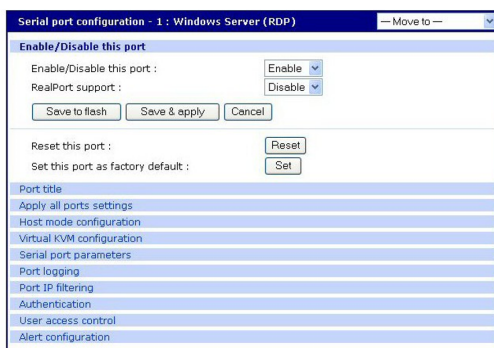 Serial port configuration - 1 : Windows Server (RDP) — Move to —
Enable/Disable this port
Enable/Disable this port : Enable
RealPort support : Disable
Save to flash Save & apply Cancel
Reset this port : Reset
Set this port as factory default : Set
Port title
Apply all ports settings
Host mode configuration
Virtual KVM configuration
Serial port parameters
Port logging
Port IP filtering
Authentication
User access control
Alert configuration